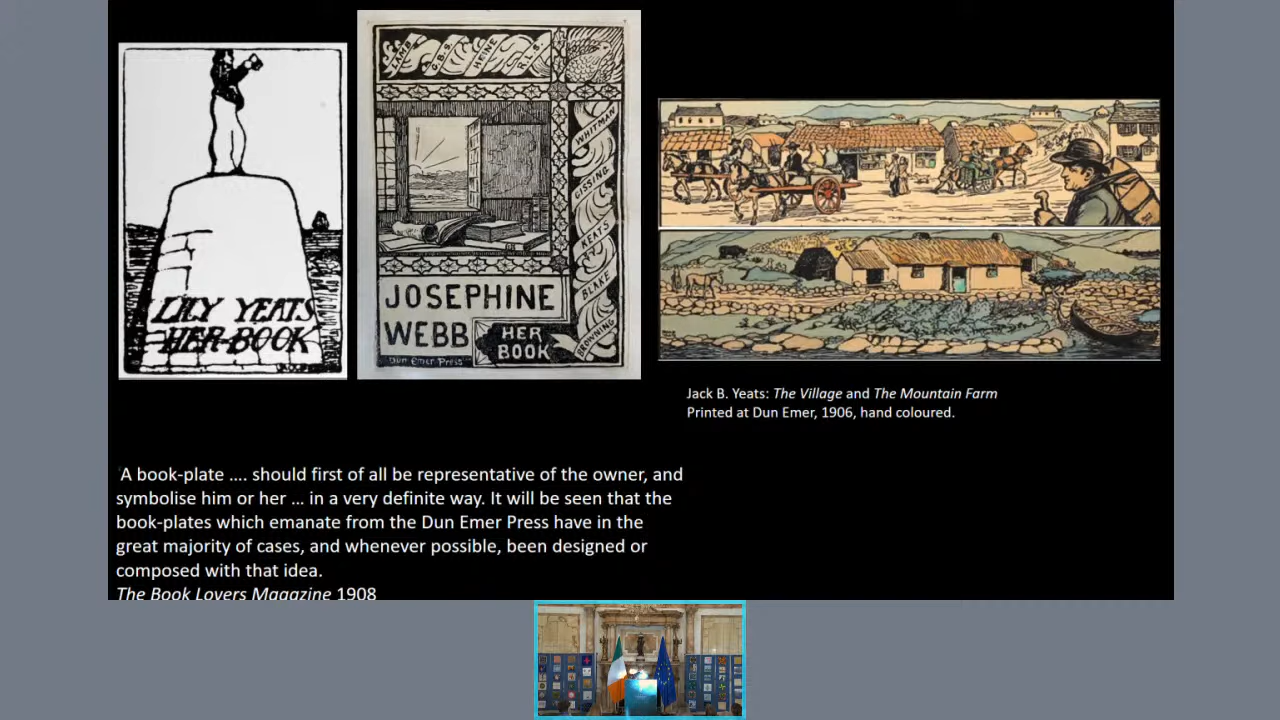 LILY YEATS
HER BOOK
LAMB
G.B.S.
HEINE
R.L.S.
WHITMAN
GISSING
KEATS
BLAKE
BROWNING
JOSEPHINE
WEBB
HER
BOOK
Dun Emer Press
Jack B. Yeats: The Village and The Mountain Farm
Printed at Dun Emer, 1906, hand coloured.
‘A book-plate .... should first of all be representative of the owner, and
symbolise him or her ... in a very definite way. It will be seen that the
book-plates which emanate from the Dun Emer Press have in the
great majority of cases, and whenever possible, been designed or
composed with that idea.
The Book Lovers Magazine 1908